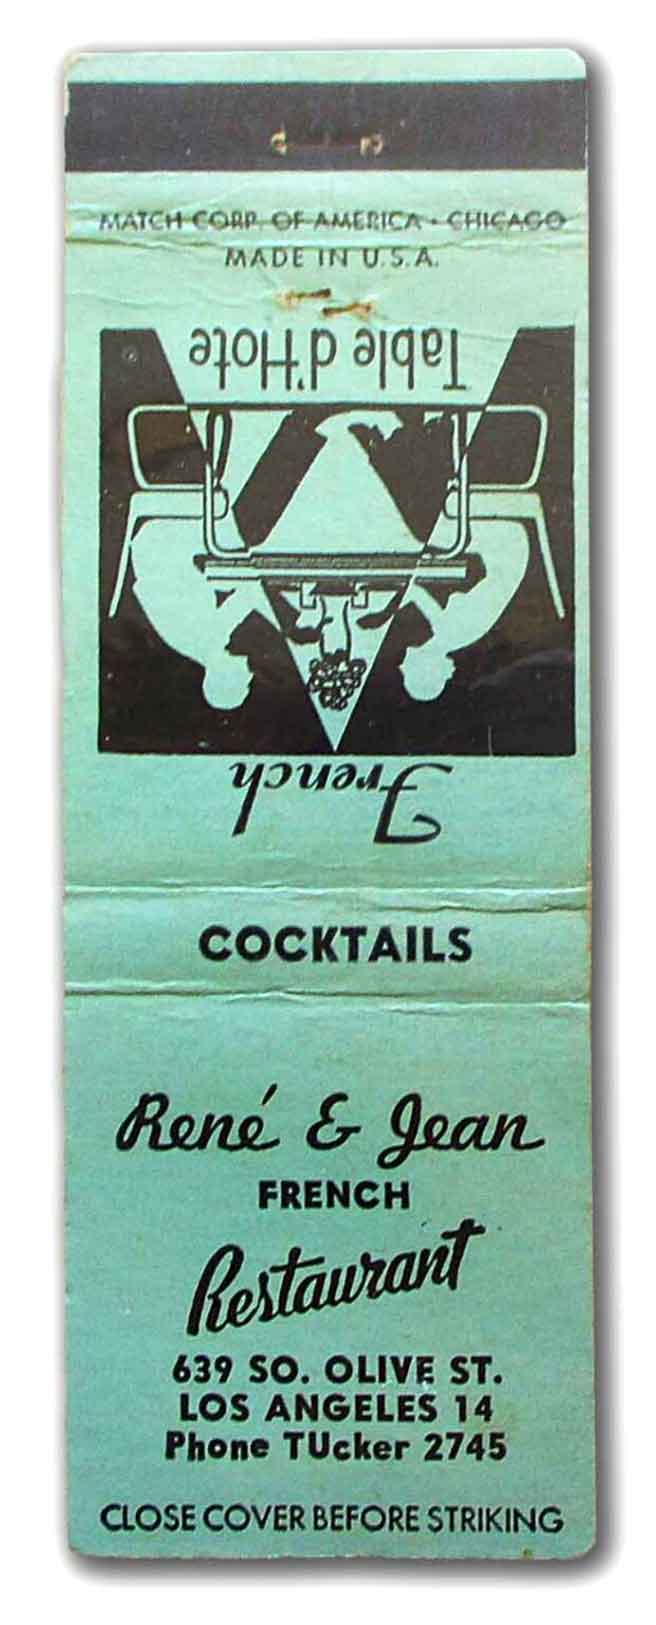 MATCH CORP. OF AMERICA • CHICAGO
MADE IN U.S.A.
French
Table d'Hote
COCKTAILS
René & Jean
FRENCH
Restaurant
639 SO. OLIVE ST.
LOS ANGELES 14
Phone TUcker 2745
CLOSE COVER BEFORE STRIKING